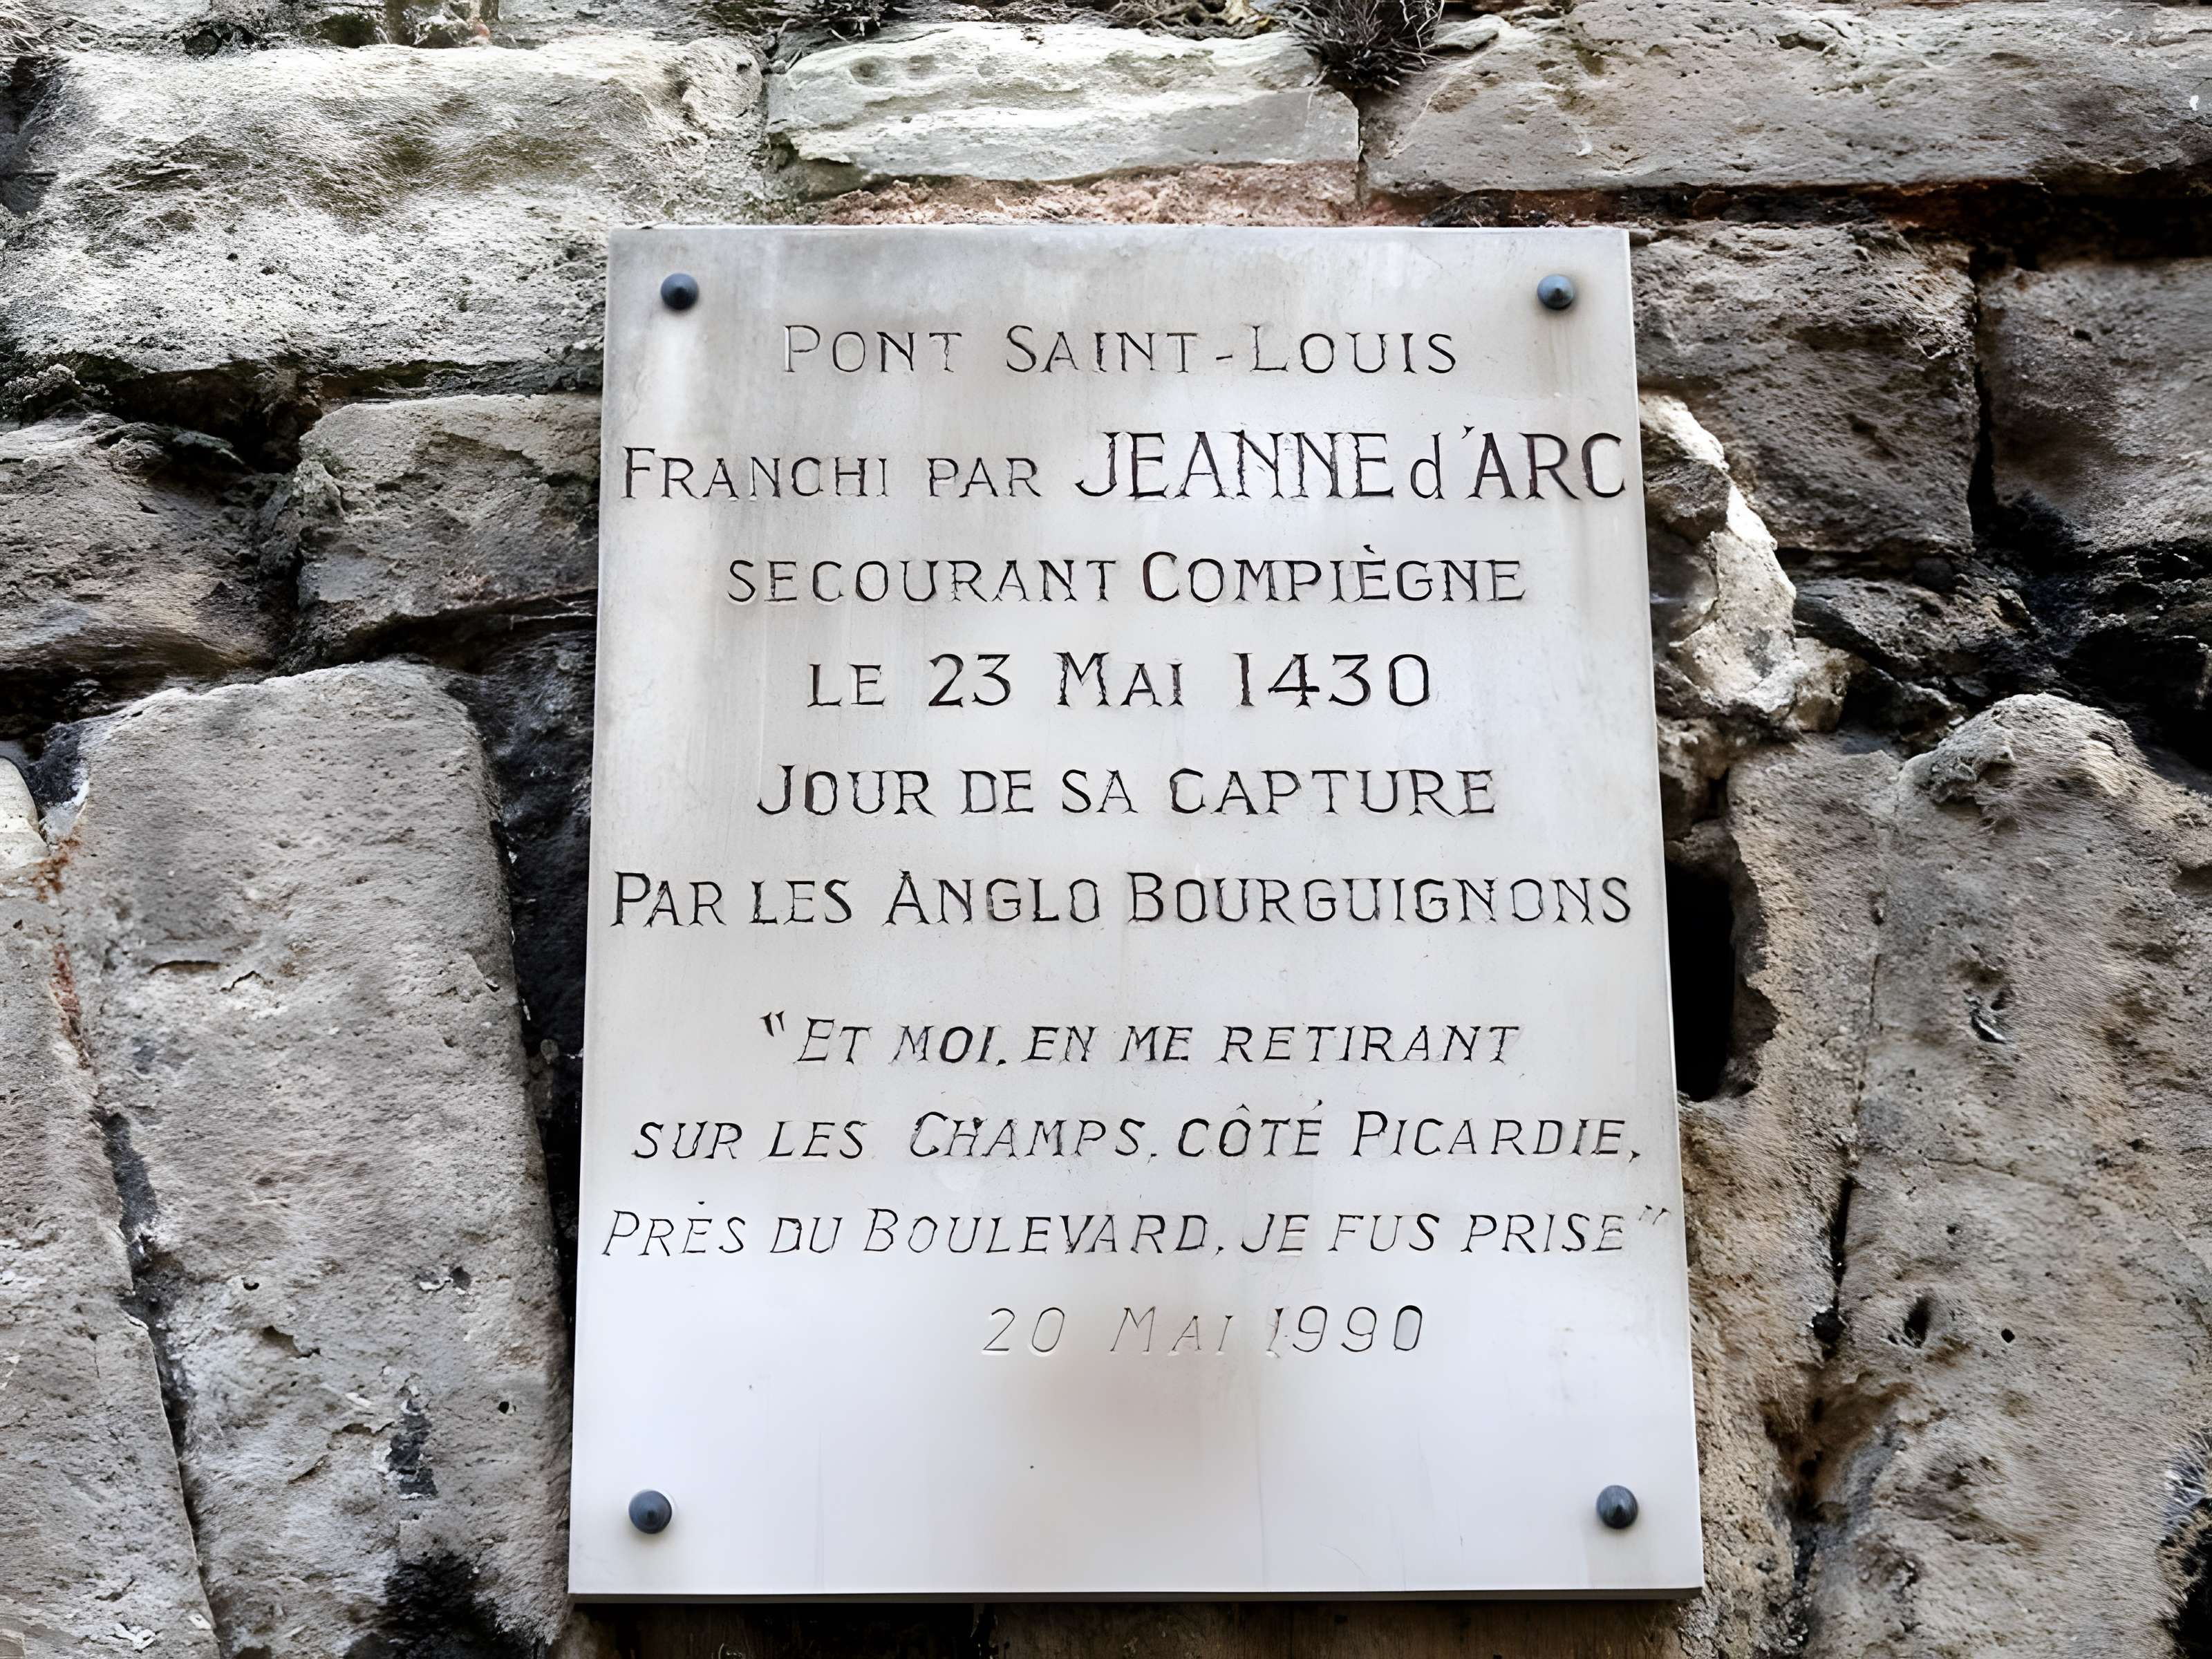 PONT SAINT-LOUIS
FRANCHI PAR JEANNE d'ARC
SECOURANT COMPIÈGNE
LE 23 MAI 1430
JOUR DE SA CAPTURE
PAR LES ANGLO BOURGUIGNONS
"ET MOI, EN ME RETIRANT
SUR LES CHAMPS, CÔTÉ PICARDIE,
PRÈS DU BOULEVARD, JE FUS PRISE"
20 MAI 1990